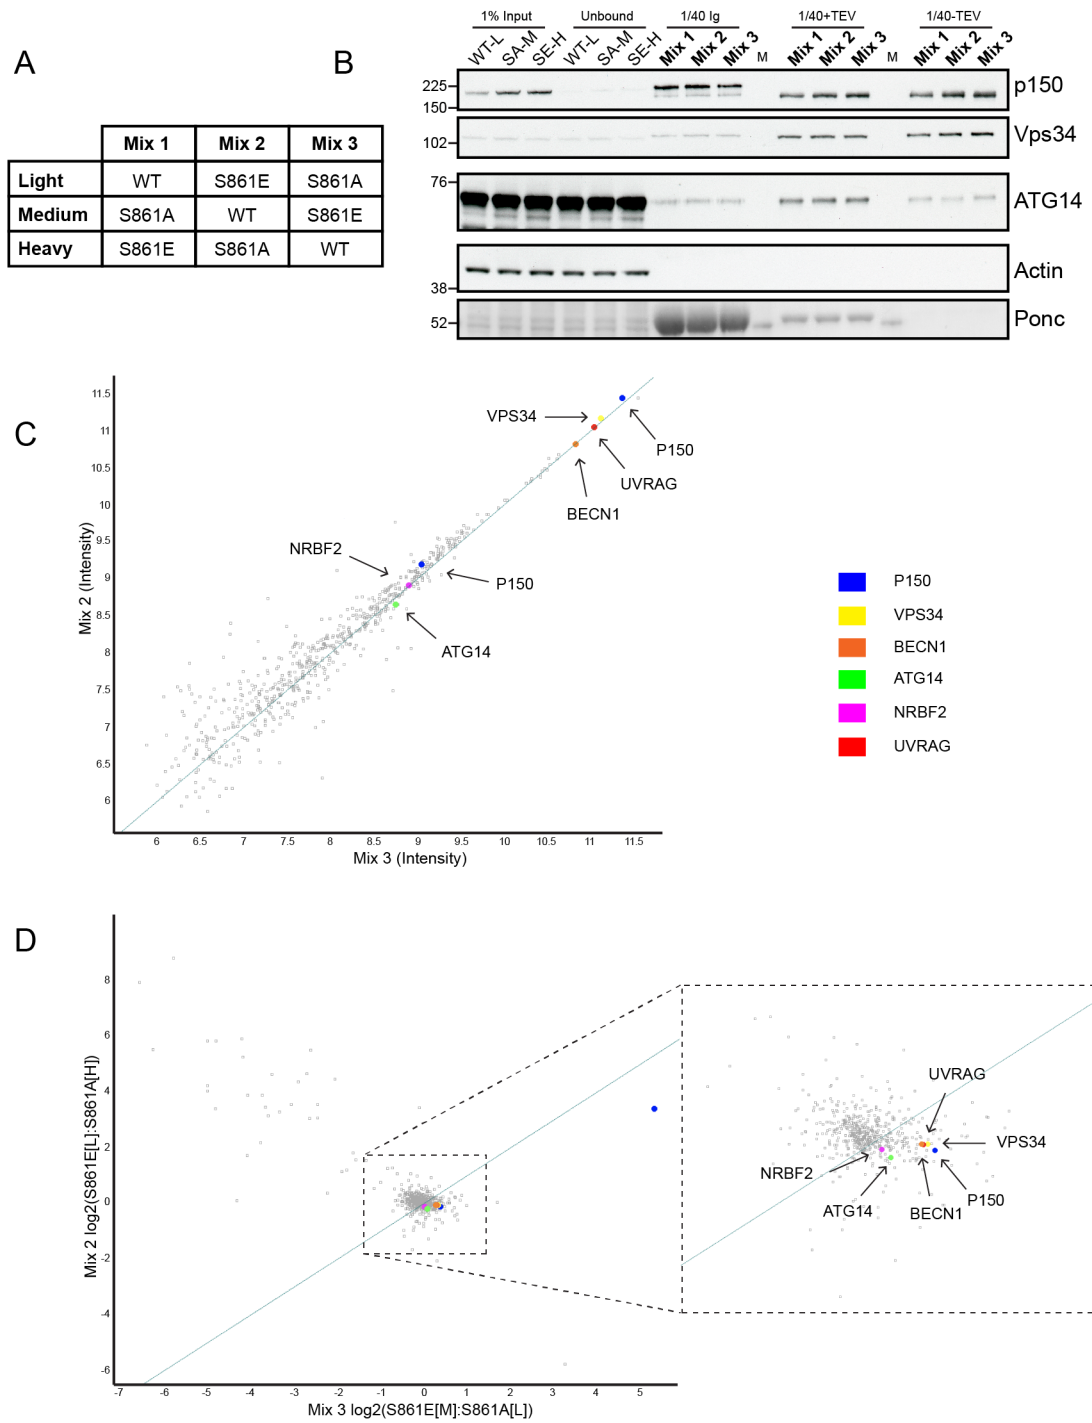 A
Mix 1 Mix 2 Mix 3
Light WT S861E S861A
Medium S861A WT S861E
Heavy S861E S861A WT
B
1% Input Unbound 1/40 Ig 1/40+TEV 1/40-TEV
WT-L SA-M SE-H WT-L SA-M SE-H Mix 1 Mix 2 Mix 3 M Mix 1 Mix 2 Mix 3 M Mix 1 Mix 2 Mix 3
225
150
p150
102
Vps34
76
ATG14
38
Actin
52
Ponc
C
Mix 2 (Intensity)
11.5
11
10.5
10
9.5
9
8.5
8
7.5
7
6.5
6
VPS34
P150
UVRAG
BECN1
NRBF2
P150
ATG14
6 6.5 7 7.5 8 8.5 9 9.5 10 10.5 11 11.5
Mix 3 (Intensity)
P150
VPS34
BECN1
ATG14
NRBF2
UVRAG
D
Mix 2 log2(S861E[L]:S861A[H])
8
6
4
2
0
-2
-4
-6
UVRAG
VPS34
NRBF2
ATG14
BECN1
P150
-7 -6 -5 -4 -3 -2 -1 0 1 2 3 4 5
Mix 3 log2(S861E[M]:S861A[L])